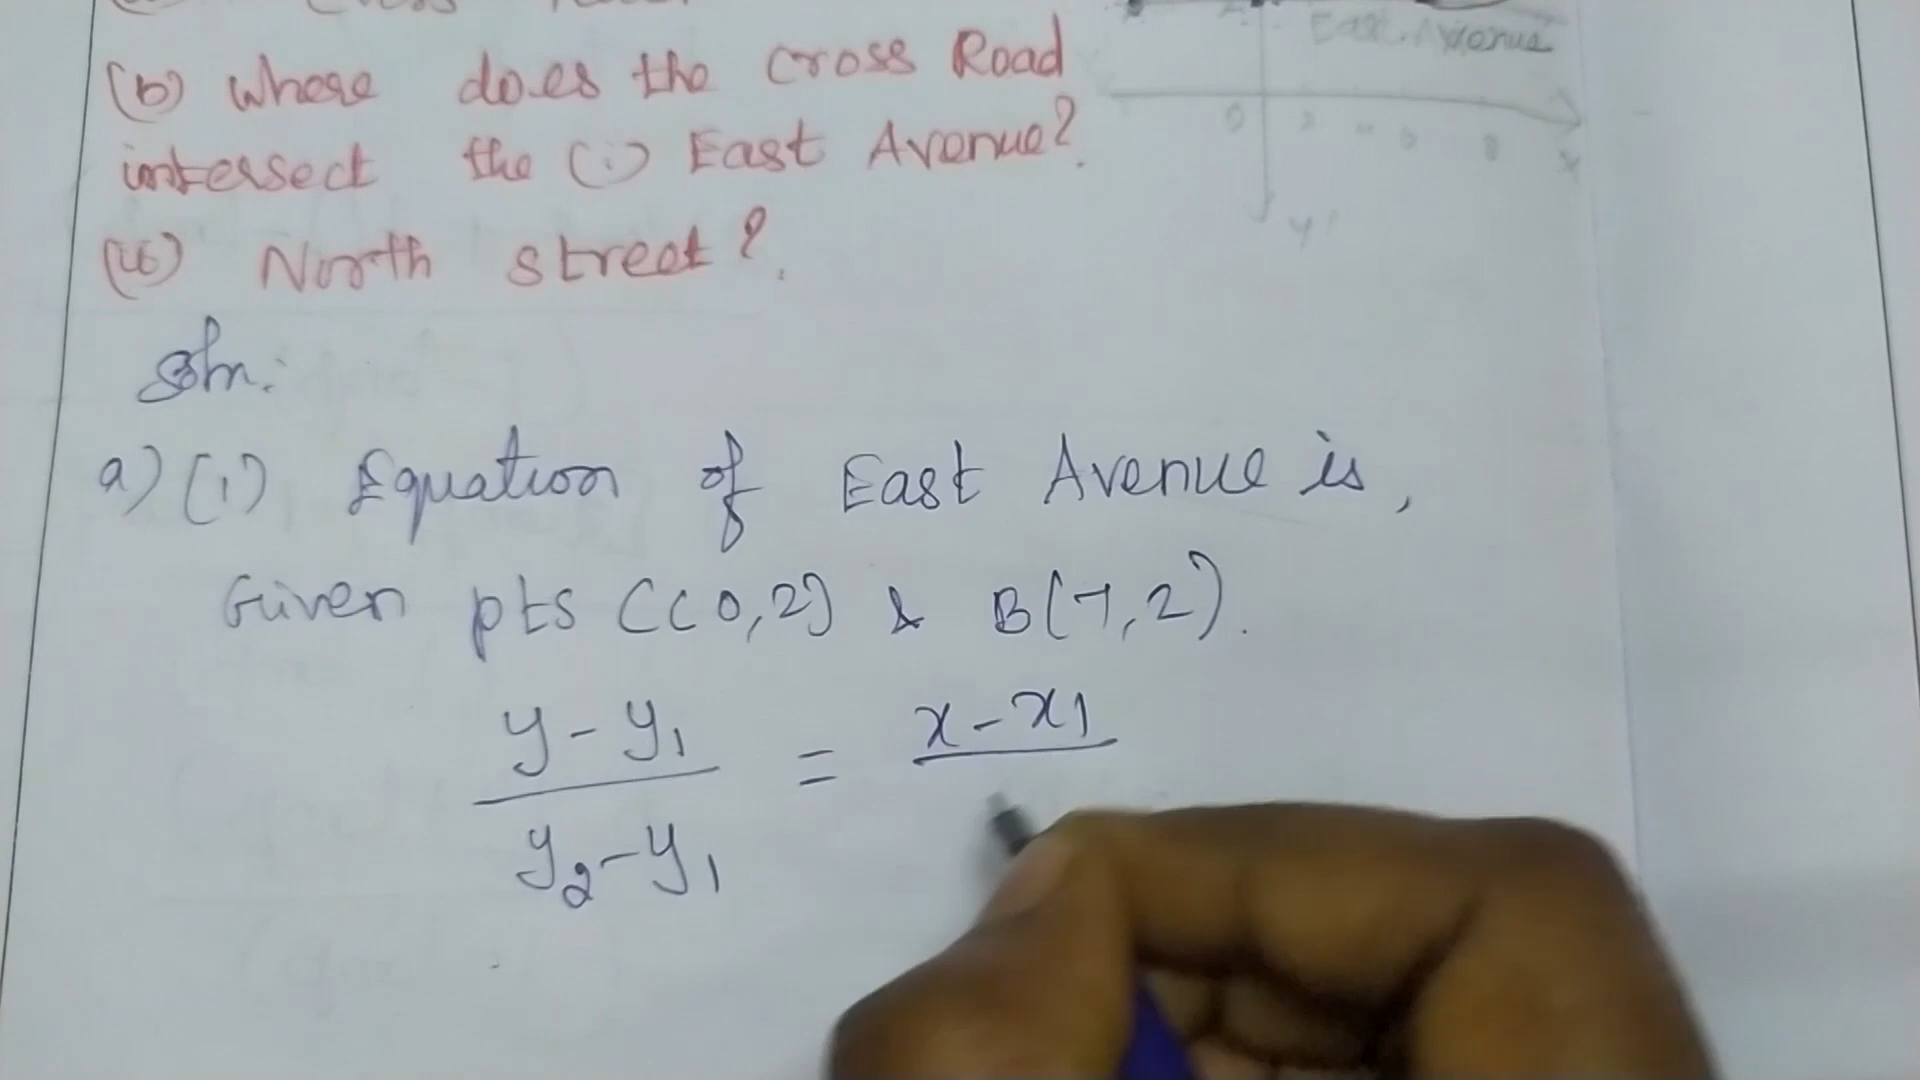 (b) Where does the cross Road
intersect the (i) East Avenue?
(ii) North street?
East Avenue
0
8
x
y'
Soln:
a) (i) Equation of East Avenue is,
Given pts C(0,2) & B(7,2).
y - y1 = x - x1
y2 - y1